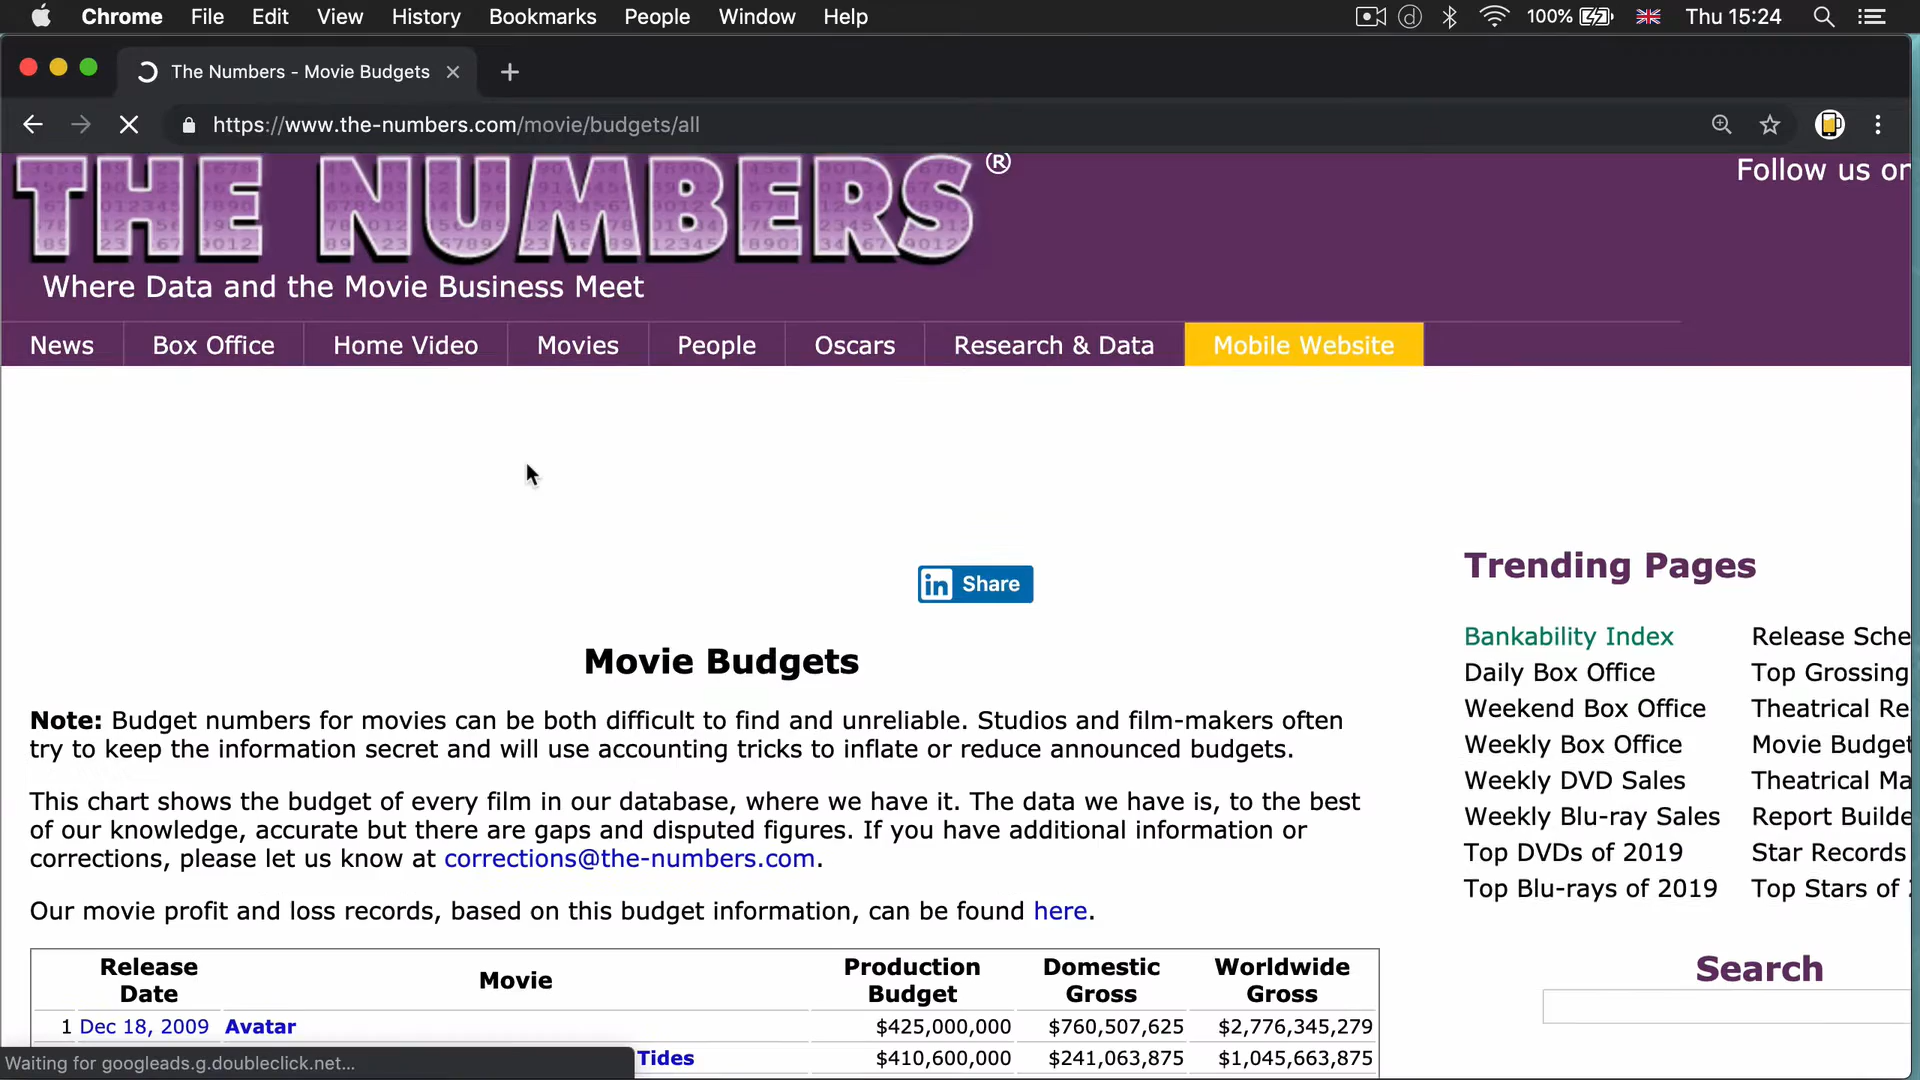 Chrome File Edit View History Bookmarks People Window Help 100% Thu 15:24
The Numbers - Movie Budgets
https://www.the-numbers.com/movie/budgets/all
THE NUMBERS ®
Follow us on
Where Data and the Movie Business Meet
News Box Office Home Video Movies People Oscars Research & Data Mobile Website
in Share
Movie Budgets
Note: Budget numbers for movies can be both difficult to find and unreliable. Studios and film-makers often
try to keep the information secret and will use accounting tricks to inflate or reduce announced budgets.
This chart shows the budget of every film in our database, where we have it. The data we have is, to the best
of our knowledge, accurate but there are gaps and disputed figures. If you have additional information or
corrections, please let us know at corrections@the-numbers.com.
Our movie profit and loss records, based on this budget information, can be found here.
Release Date Movie Production Budget Domestic Gross Worldwide Gross
1 Dec 18, 2009 Avatar $425,000,000 $760,507,625 $2,776,345,279
Tides $410,600,000 $241,063,875 $1,045,663,875
Trending Pages
Bankability Index Release Sche
Daily Box Office Top Grossing
Weekend Box Office Theatrical Re
Weekly Box Office Movie Budget
Weekly DVD Sales Theatrical Ma
Weekly Blu-ray Sales Report Builde
Top DVDs of 2019 Star Records
Top Blu-rays of 2019 Top Stars of
Search
Waiting for googleads.g.doubleclick.net...